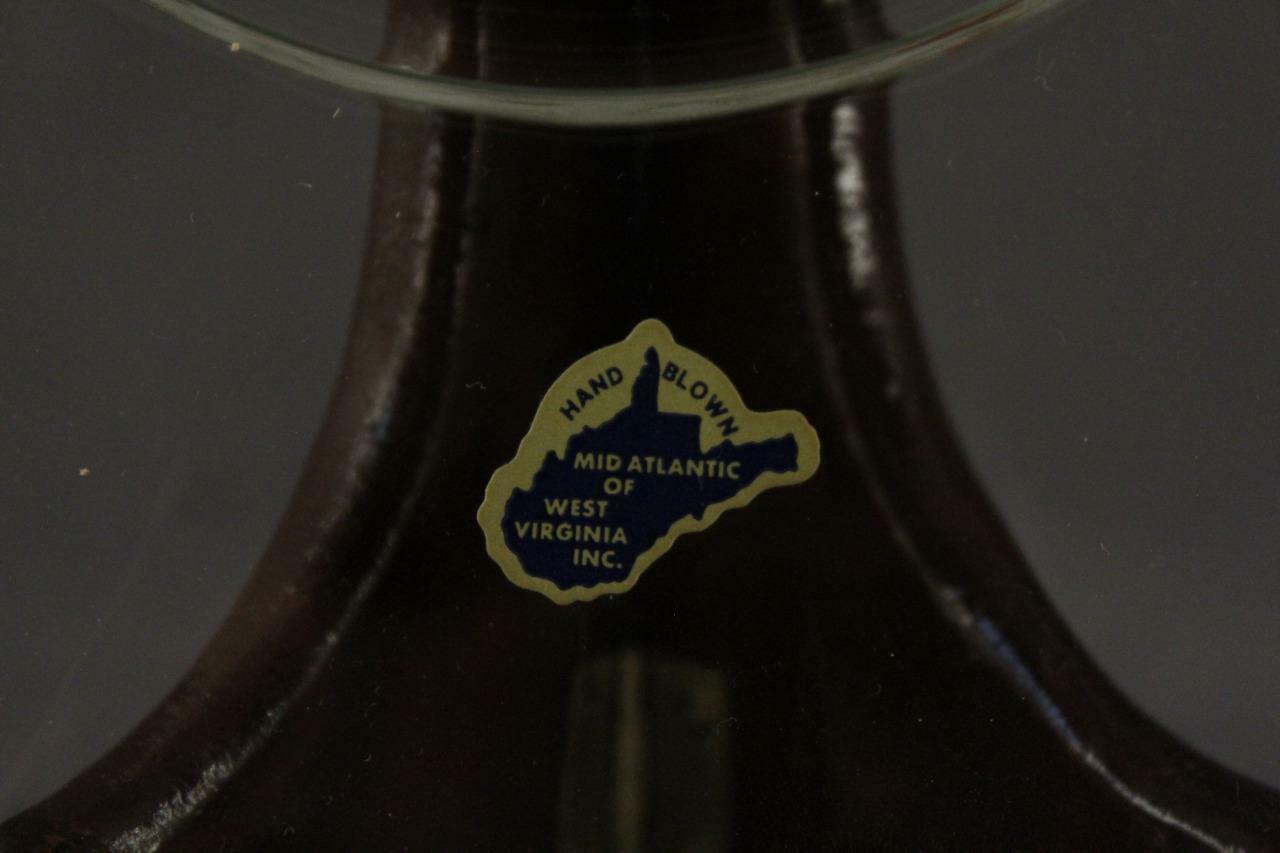 HAND BLOWN
MID ATLANTIC
OF
WEST
VIRGINIA
INC.